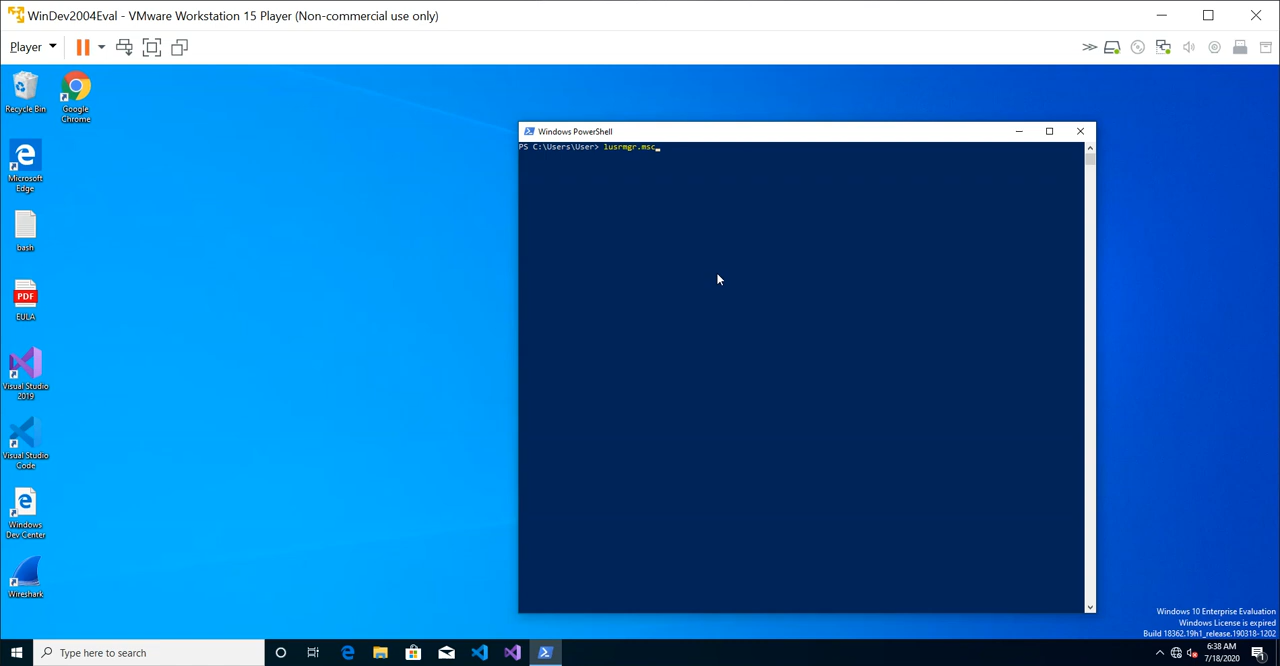 WinDev2004Eval - VMware Workstation 15 Player (Non-commercial use only)
Player
Recycle Bin
Google
Chrome
Microsoft
Edge
bash
PDF
EULA
Visual Studio
2019
Visual Studio
Code
Windows
Dev Center
Wireshark
Windows PowerShell
PS C:\Users\User> lusrmgr.msc_
Windows 10 Enterprise Evaluation
Windows License is expired
Build 18362.19h1_release.190318-1202
Type here to search
6:38 AM
7/18/2020
1